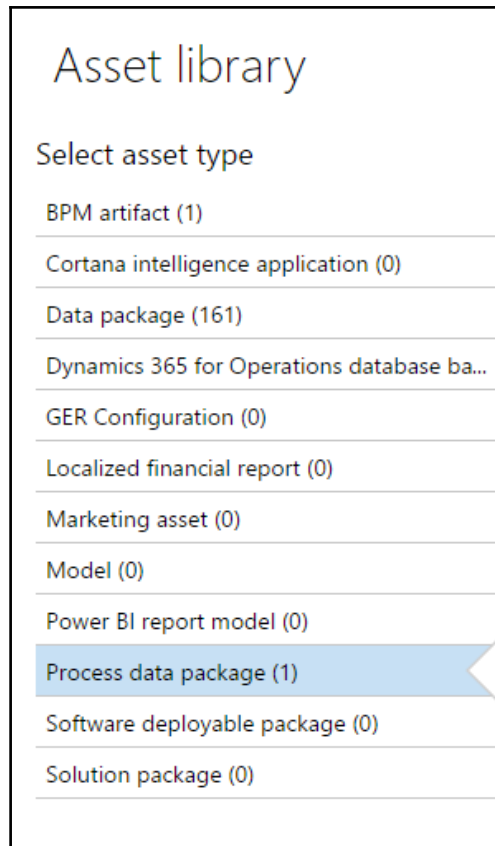 Asset library
Select asset type
BPM artifact (1)
Cortana intelligence application (0)
Data package (161)
Dynamics 365 for Operations database ba...
GER Configuration (0)
Localized financial report (0)
Marketing asset (0)
Model (0)
Power BI report model (0)
Process data package (1)
Software deployable package (0)
Solution package (0)